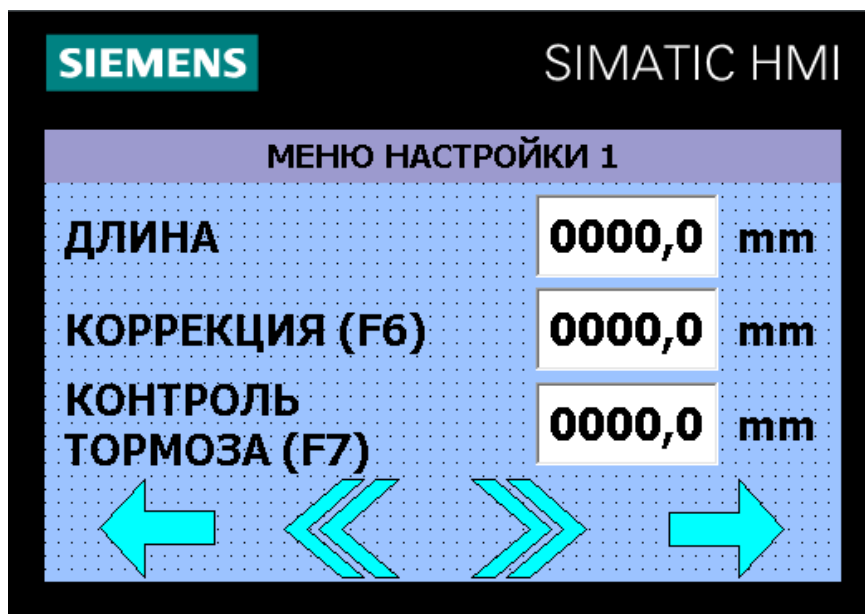 SIEMENS SIMATIC HMI
МЕНЮ НАСТРОЙКИ 1
ДЛИНА 0000,0 mm
КОРРЕКЦИЯ (F6) 0000,0 mm
КОНТРОЛЬ
ТОРМОЗА (F7) 0000,0 mm